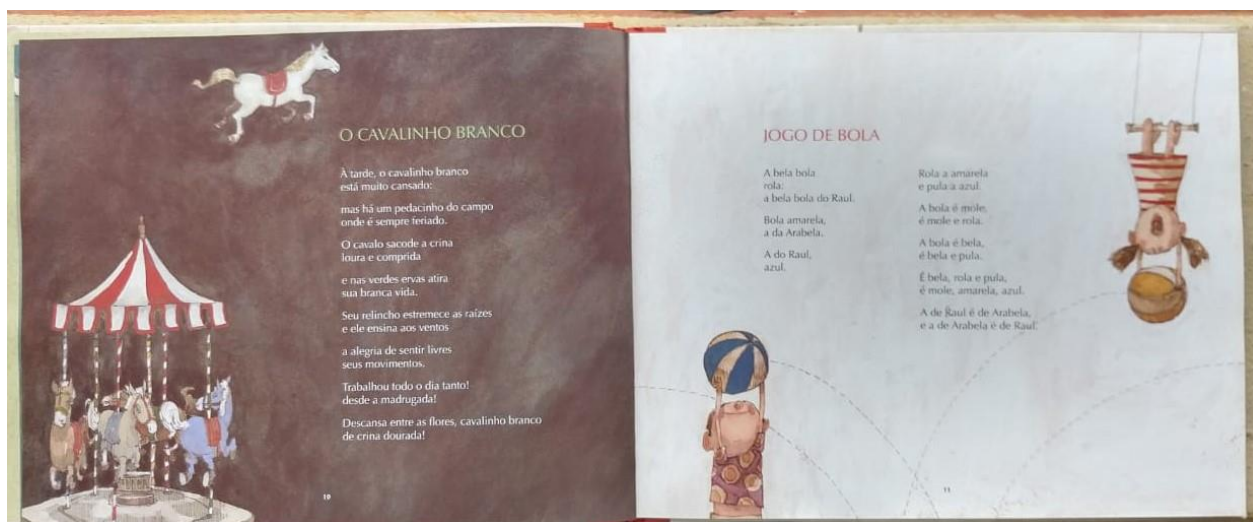 O CAVALINHO BRANCO
À tarde, o cavalinho branco
está muito cansado:
mas há um pedacinho do campo
onde é sempre feriado.
O cavalo sacode a crina
loura e comprida
e nas verdes ervas atira
sua branca vida.
Seu relincho estremece as raízes
e ele ensina aos ventos
a alegria de sentir livres
seus movimentos.
Trabalhou todo o dia tanto!
desde a madrugada!
Descansa entre as flores, cavalinho branco
de crina dourada!
10
JOGO DE BOLA
A bela bola
rola:
a bela bola do Raul.
Bola amarela,
a da Arabela.
A do Raul,
azul.
Rola a amarela
e pula a azul.
A bola é mole,
é mole e rola.
A bola é bela,
é bela e pula.
É bela, rola e pula,
é mole, amarela, azul.
A de Raul é de Arabela,
e a de Arabela é de Raul.
11